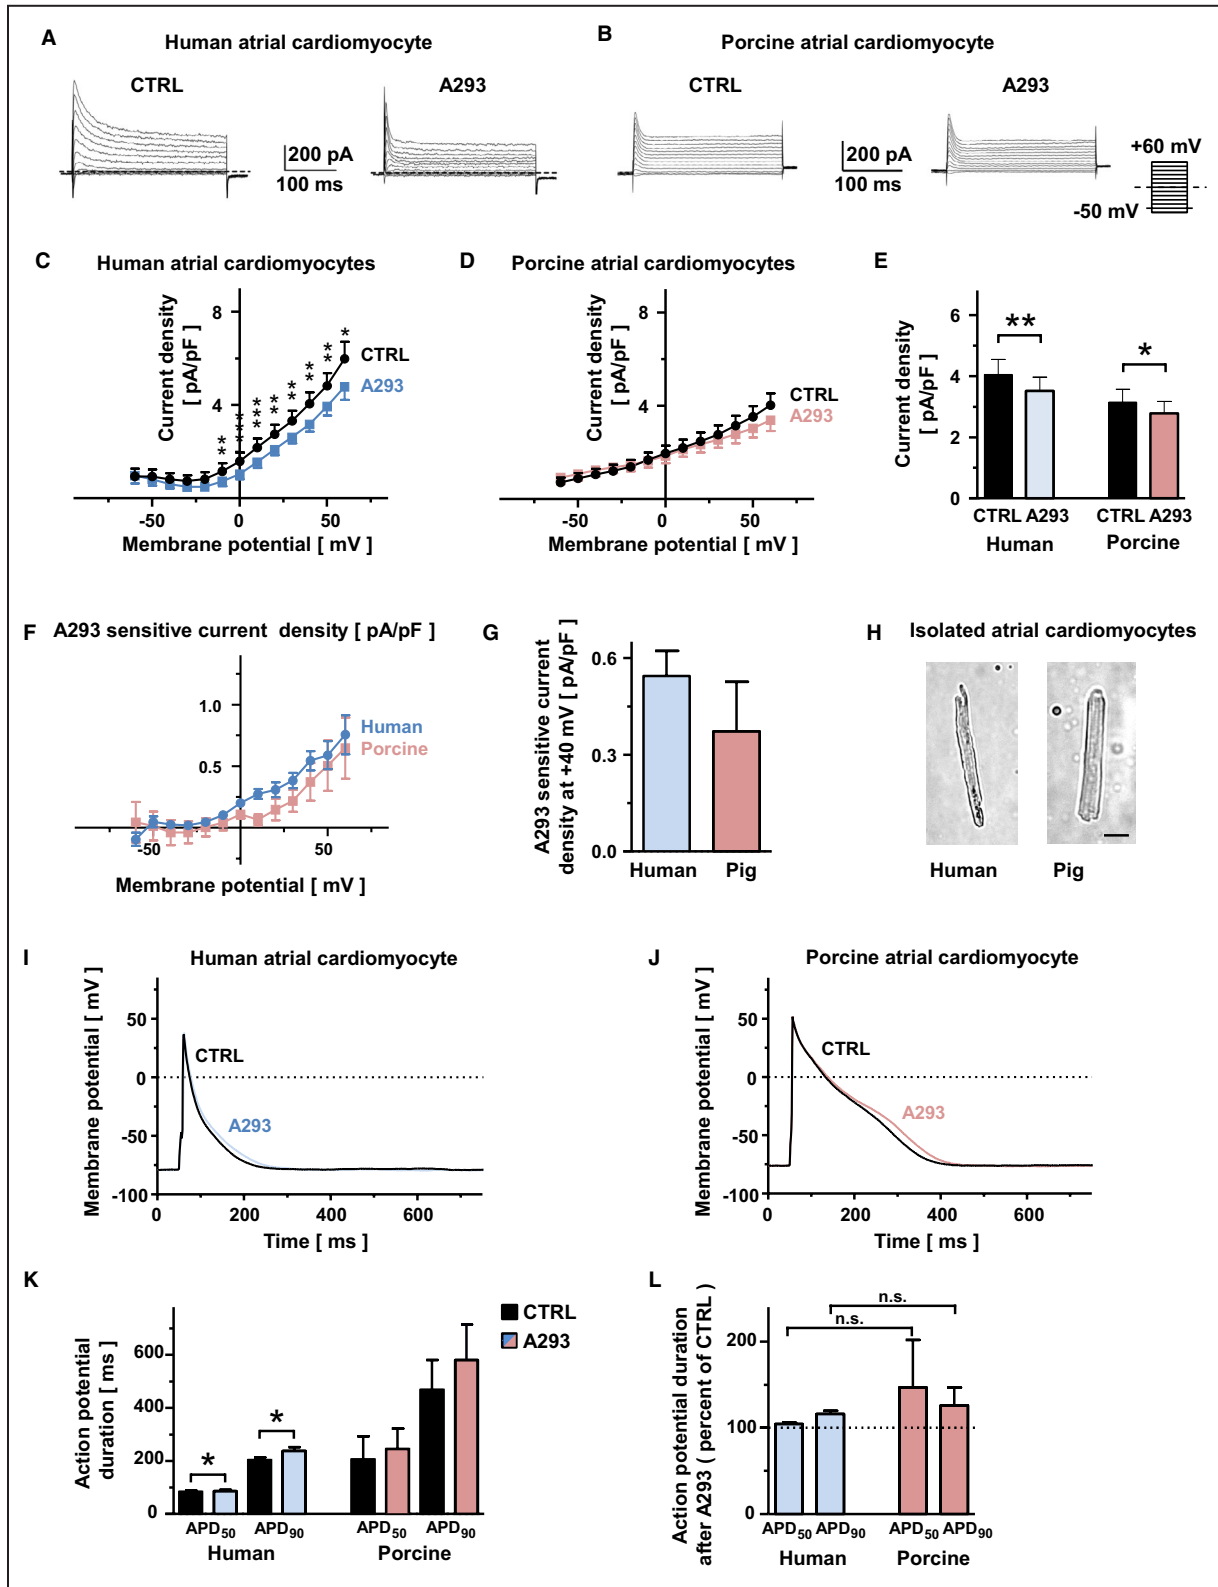 A Human atrial cardiomyocyte
CTRL A293
200 pA
100 ms
B Porcine atrial cardiomyocyte
CTRL A293
200 pA
100 ms
+60 mV
-50 mV
C Human atrial cardiomyocytes
Current density
[ pA/pF ]
8
4
-50 0 50
Membrane potential [ mV ]
** *** *** ** ** ** ** *
CTRL
A293
D Porcine atrial cardiomyocytes
Current density
[ pA/pF ]
8
4
-50 0 50
Membrane potential [ mV ]
CTRL
A293
E
Current density
[ pA/pF ]
6
4
2
0
** *
CTRL A293 CTRL A293
Human Porcine
F A293 sensitive current density [ pA/pF ]
1.0
0.5
0
-50 50
Human
Porcine
Membrane potential [ mV ]
G
A293 sensitive current
density at +40 mV [ pA/pF ]
0.6
0.3
0.0
Human Pig
H Isolated atrial cardiomyocytes
Human Pig
I Human atrial cardiomyocyte
Membrane potential [ mV ]
50
0
-50
-100
CTRL
A293
0 200 400 600
Time [ ms ]
J Porcine atrial cardiomyocyte
Membrane potential [ mV ]
50
0
-50
-100
CTRL
A293
0 200 400 600
Time [ ms ]
K
Action potential
duration [ ms ]
600
400
200
0
* *
CTRL
A293
APD50 APD90 APD50 APD90
Human Porcine
L
Action potential duration
after A293 ( percent of CTRL )
200
100
0
n.s.
n.s.
APD50 APD90 APD50 APD90
Human Porcine